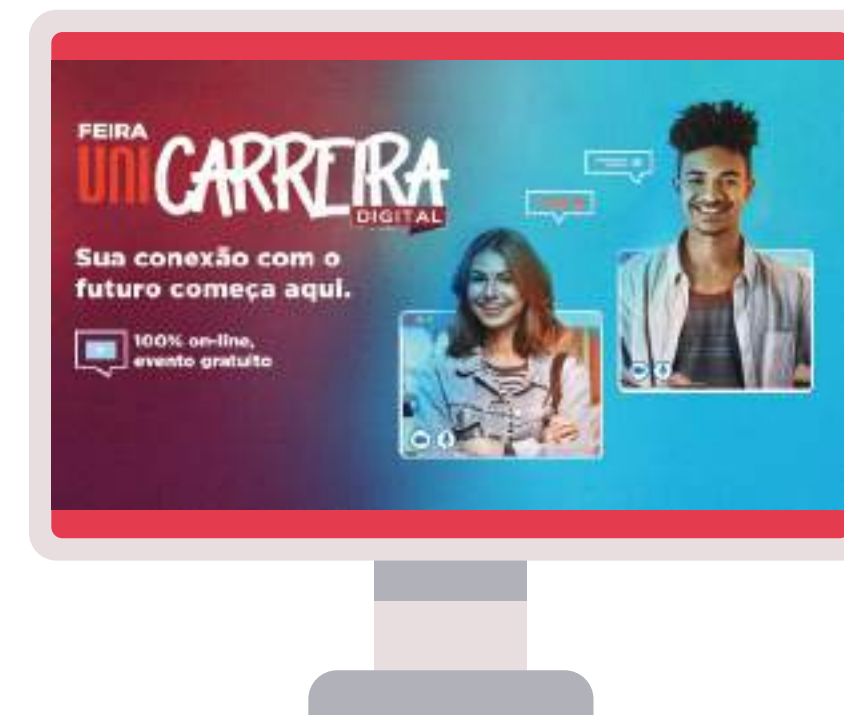 FEIRA
UNICARREIRA
DIGITAL
Sua conexão com o
futuro começa aqui.
100% on-line,
evento gratuito